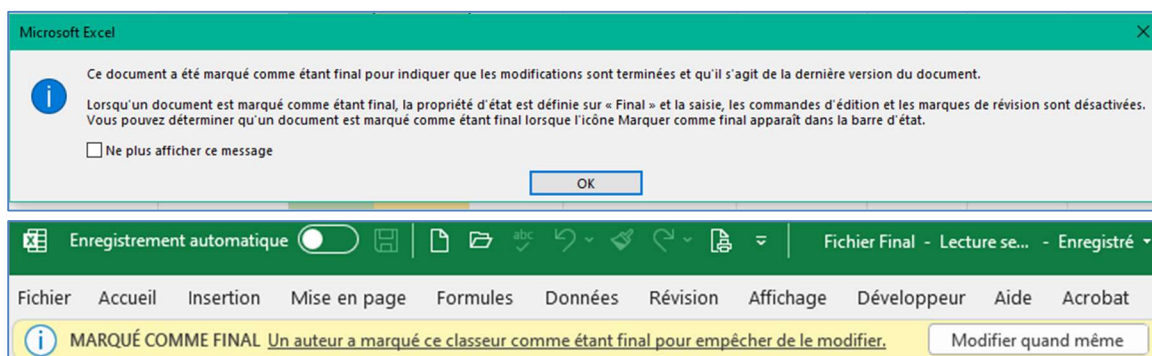 Microsoft Excel
Ce document a été marqué comme étant final pour indiquer que les modifications sont terminées et qu'il s'agit de la dernière version du document.
Lorsqu'un document est marqué comme étant final, la propriété d'état est définie sur « Final » et la saisie, les commandes d'édition et les marques de révision sont désactivées.
Vous pouvez déterminer qu'un document est marqué comme étant final lorsque l'icône Marquer comme final apparaît dans la barre d'état.
Ne plus afficher ce message
OK
Enregistrement automatique abc Fichier Final - Lecture se... - Enregistré
Fichier Accueil Insertion Mise en page Formules Données Révision Affichage Développeur Aide Acrobat
MARQUÉ COMME FINAL Un auteur a marqué ce classeur comme étant final pour empêcher de le modifier. Modifier quand même